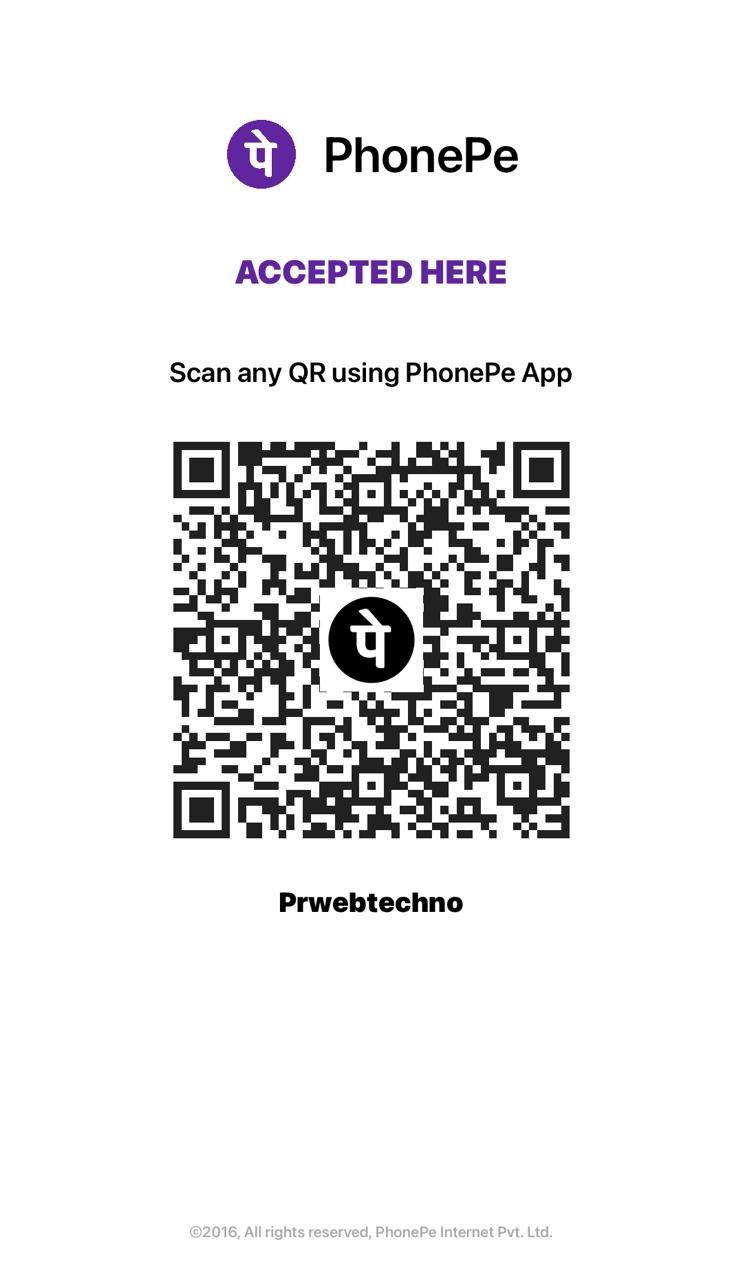 पे PhonePe
ACCEPTED HERE
Scan any QR using PhonePe App
पे
Prwebtechno
©2016, All rights reserved, PhonePe Internet Pvt. Ltd.